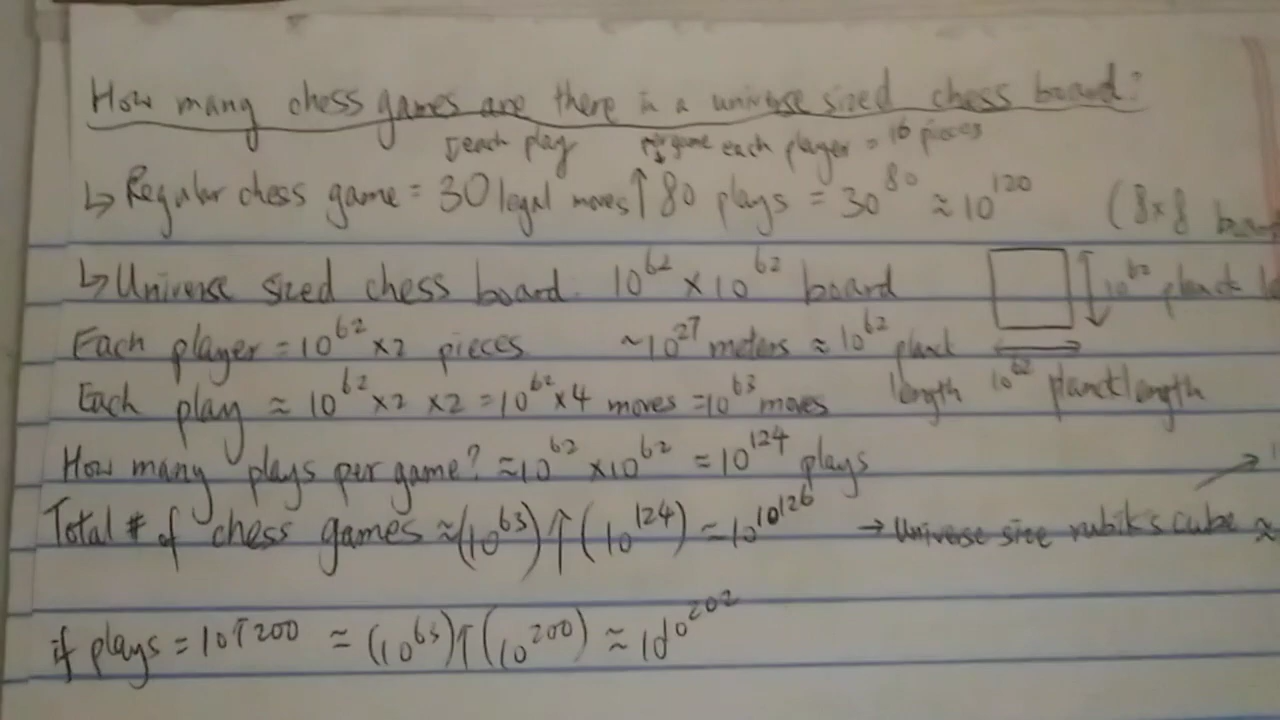 How many chess games are there in a universe sized chess board?
each play per game each player = 16 pieces
↳ Regular chess game = 30 legal moves ↑ 80 plays = 30^80 ≈ 10^120 (8×8
↳ Universe sized chess board. 10^62 × 10^62 board 10^62 planck
Each player = 10^62 × 2 pieces ~10^27 meters ≈ 10^62 planck length 10^62 planck length
Each play ≈ 10^62 × 2 × 2 = 10^62 × 4 moves = 10^63 moves
How many plays per game? ≈ 10^62 × 10^62 = 10^124 plays
Total # of chess games ≈ (10^63) ↑ (10^124) ≈ 10^10^126 → Universe size rubik's cube ≈
if plays = 10↑200 ≈ (10^63)↑(10^200) ≈ 10^10^202